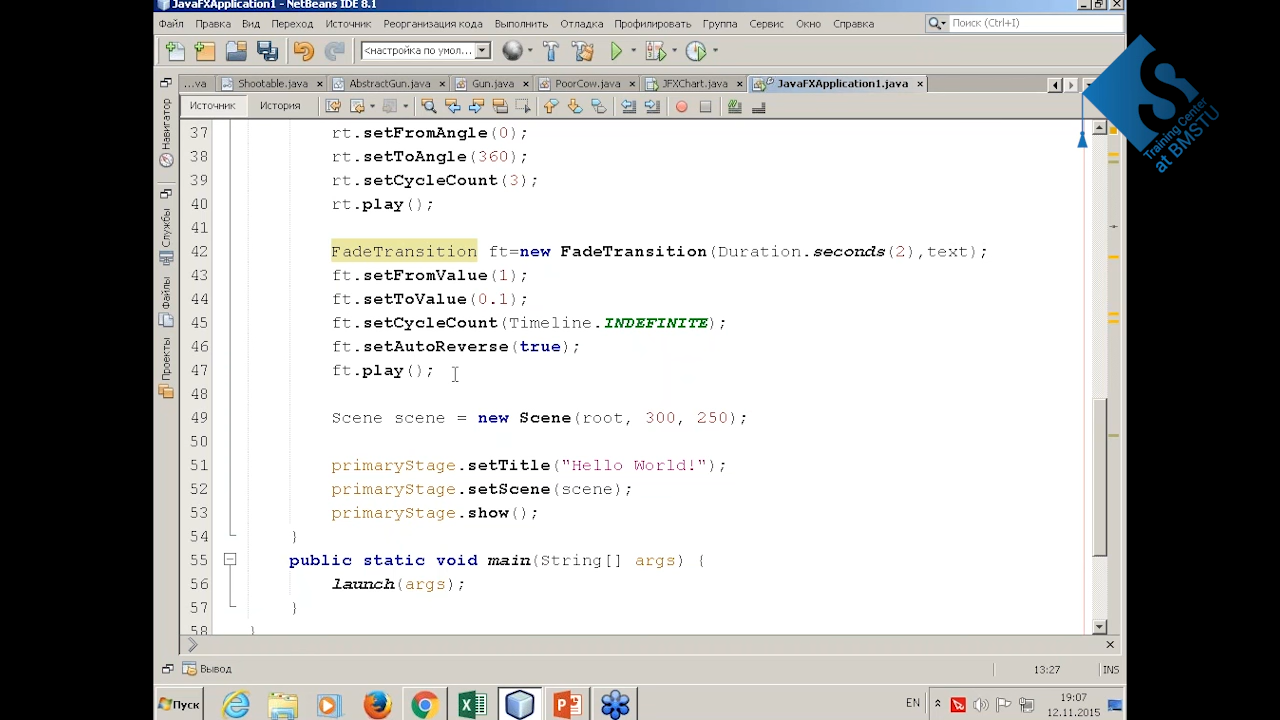 JavaFXApplication1 - NetBeans IDE 8.1
Файл Правка Вид Переход Источник Реорганизация кода Выполнить Отладка Профилировать Группа Сервис Окно Справка
Поиск (Ctrl+I)
<настройка по умол...
...va Shootable.java AbstractGun.java Gun.java PoorCow.java JFXChart.java JavaFXApplication1.java
Источник История
Навигатор
Службы
Файлы
Проекты
37 rt.setFromAngle(0);
38 rt.setToAngle(360);
39 rt.setCycleCount(3);
40 rt.play();
41
42 FadeTransition ft=new FadeTransition(Duration.seconds(2),text);
43 ft.setFromValue(1);
44 ft.setToValue(0.1);
45 ft.setCycleCount(Timeline.INDEFINITE);
46 ft.setAutoReverse(true);
47 ft.play();
48
49 Scene scene = new Scene(root, 300, 250);
50
51 primaryStage.setTitle("Hello World!");
52 primaryStage.setScene(scene);
53 primaryStage.show();
54 }
55 public static void main(String[] args) {
56 launch(args);
57 }
58 }
Вывод
13:27 INS
Пуск
EN
19:07
12.11.2015
Training Center
at BMSTU